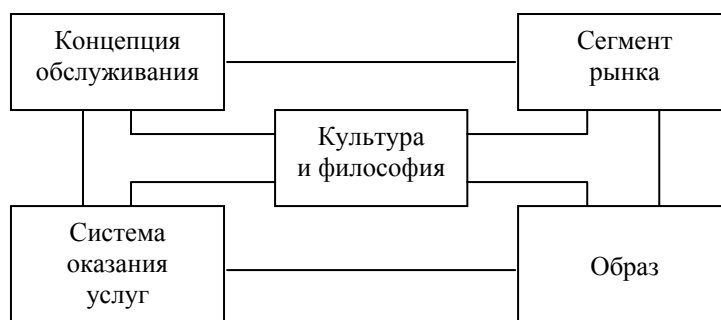 Концепция
обслуживания
Сегмент
рынка
Культура
и философия
Система
оказания
услуг
Образ